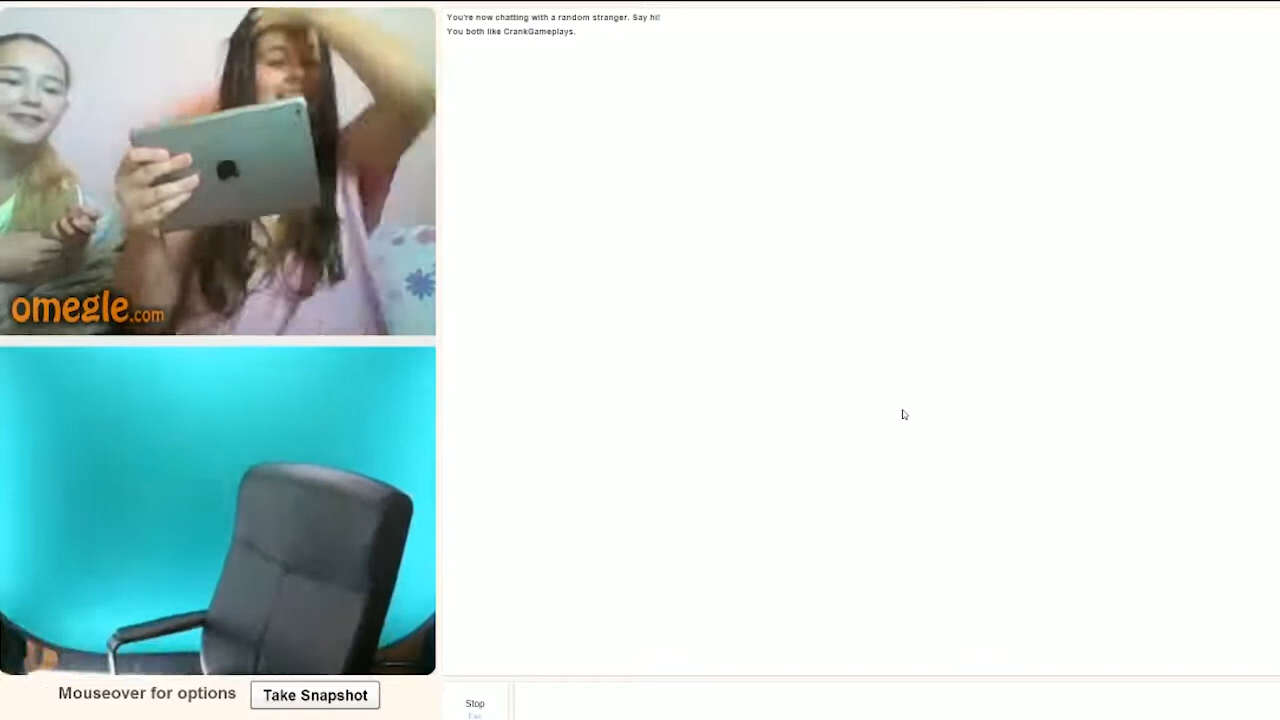 You're now chatting with a random stranger. Say hi!
You both like CrankGameplays.
omegle.com
Mouseover for options
Take Snapshot
Stop
Esc